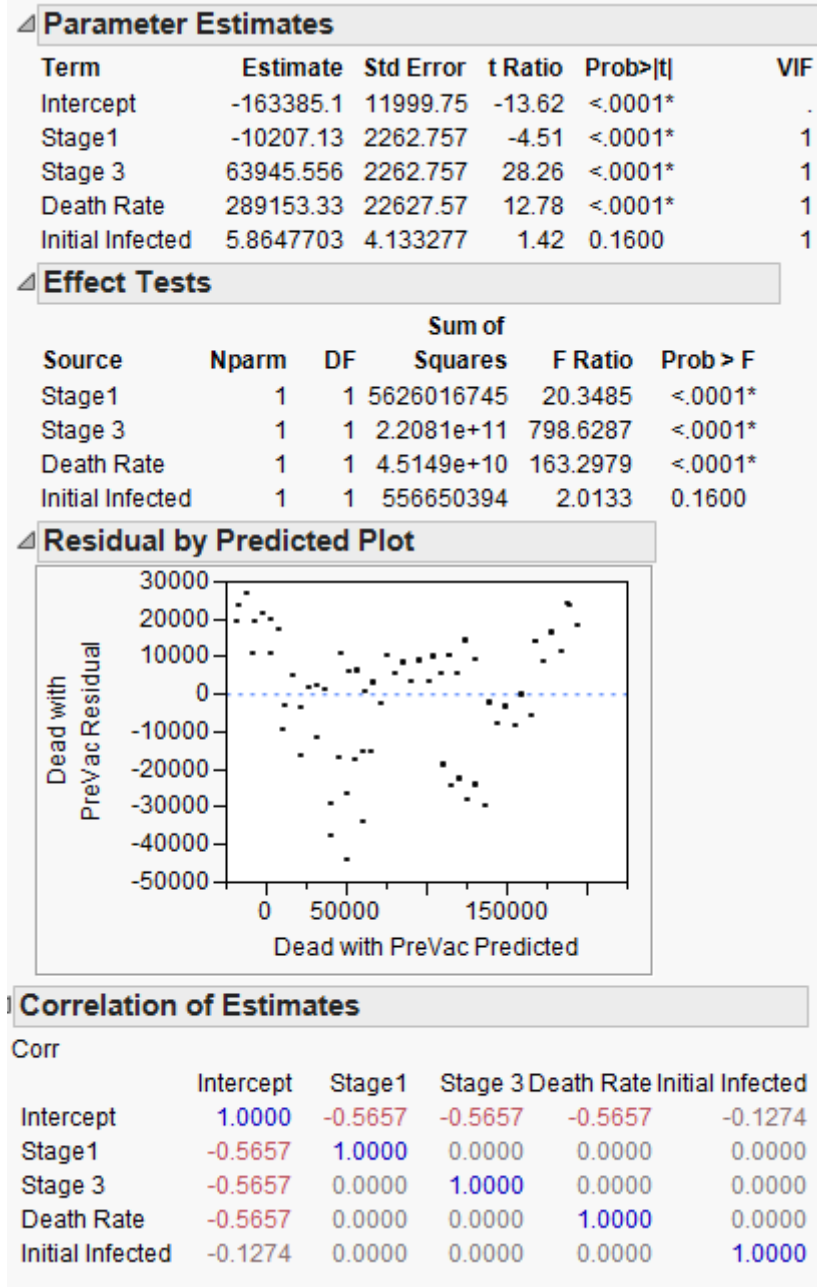 Parameter Estimates
Term Estimate Std Error t Ratio Prob>|t| VIF
Intercept -163385.1 11999.75 -13.62 <.0001* .
Stage1 -10207.13 2262.757 -4.51 <.0001* 1
Stage 3 63945.556 2262.757 28.26 <.0001* 1
Death Rate 289153.33 22627.57 12.78 <.0001* 1
Initial Infected 5.8647703 4.133277 1.42 0.1600 1
Effect Tests
Sum of
Source Nparm DF Squares F Ratio Prob > F
Stage1 1 1 5626016745 20.3485 <.0001*
Stage 3 1 1 2.2081e+11 798.6287 <.0001*
Death Rate 1 1 4.5149e+10 163.2979 <.0001*
Initial Infected 1 1 556650394 2.0133 0.1600
Residual by Predicted Plot
30000
20000
10000
0
-10000
-20000
-30000
-40000
-50000
Dead with
PreVac Residual
0 50000 150000
Dead with PreVac Predicted
Correlation of Estimates
Corr
Intercept Stage1 Stage 3 Death Rate Initial Infected
Intercept 1.0000 -0.5657 -0.5657 -0.5657 -0.1274
Stage1 -0.5657 1.0000 0.0000 0.0000 0.0000
Stage 3 -0.5657 0.0000 1.0000 0.0000 0.0000
Death Rate -0.5657 0.0000 0.0000 1.0000 0.0000
Initial Infected -0.1274 0.0000 0.0000 0.0000 1.0000